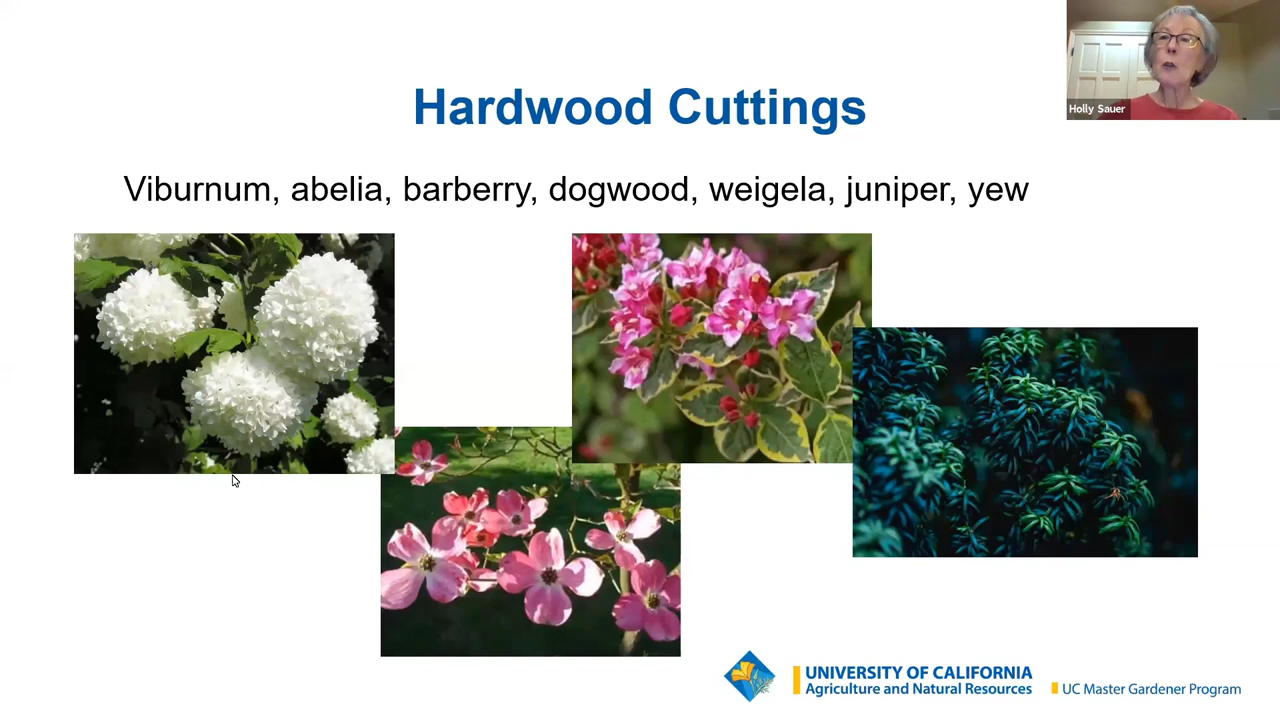 Holly Sauer
Hardwood Cuttings
Viburnum, abelia, barberry, dogwood, weigela, juniper, yew
UNIVERSITY OF CALIFORNIA
Agriculture and Natural Resources
UC Master Gardener Program